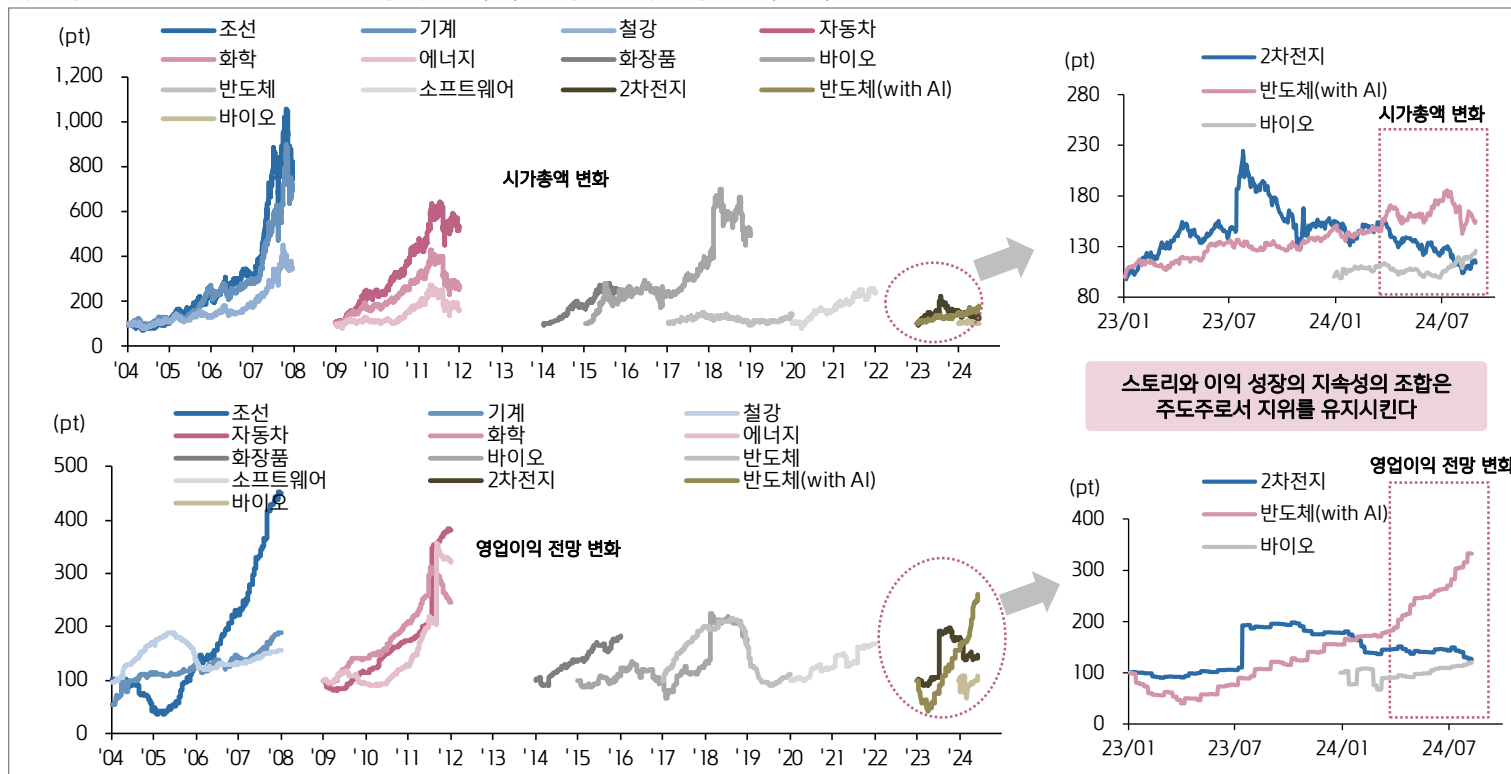 (pt)
조선
기계
철강
자동차
화학
에너지
화장품
바이오
반도체
소프트웨어
2차전지
반도체(with AI)
바이오
시가총액 변화
1,200
1,000
800
600
400
200
0
'04 '05 '06 '07 '08 '09 '10 '11 '12 '13 '14 '15 '16 '17 '18 '19 '20 '21 '22 '23 '24
(pt)
2차전지
반도체(with AI)
바이오
시가총액 변화
280
230
180
130
80
23/01 23/07 24/01 24/07
스토리와 이익 성장의 지속성의 조합은
주도주로서 지위를 유지시킨다
(pt)
조선
기계
철강
자동차
화학
에너지
화장품
바이오
반도체
소프트웨어
2차전지
반도체(with AI)
바이오
영업이익 전망 변화
500
400
300
200
100
0
'04 '05 '06 '07 '08 '09 '10 '11 '12 '13 '14 '15 '16 '17 '18 '19 '20 '21 '22 '23 '24
영업이익 전망 변화
(pt)
2차전지
반도체(with AI)
바이오
400
300
200
100
0
23/01 23/07 24/01 24/07